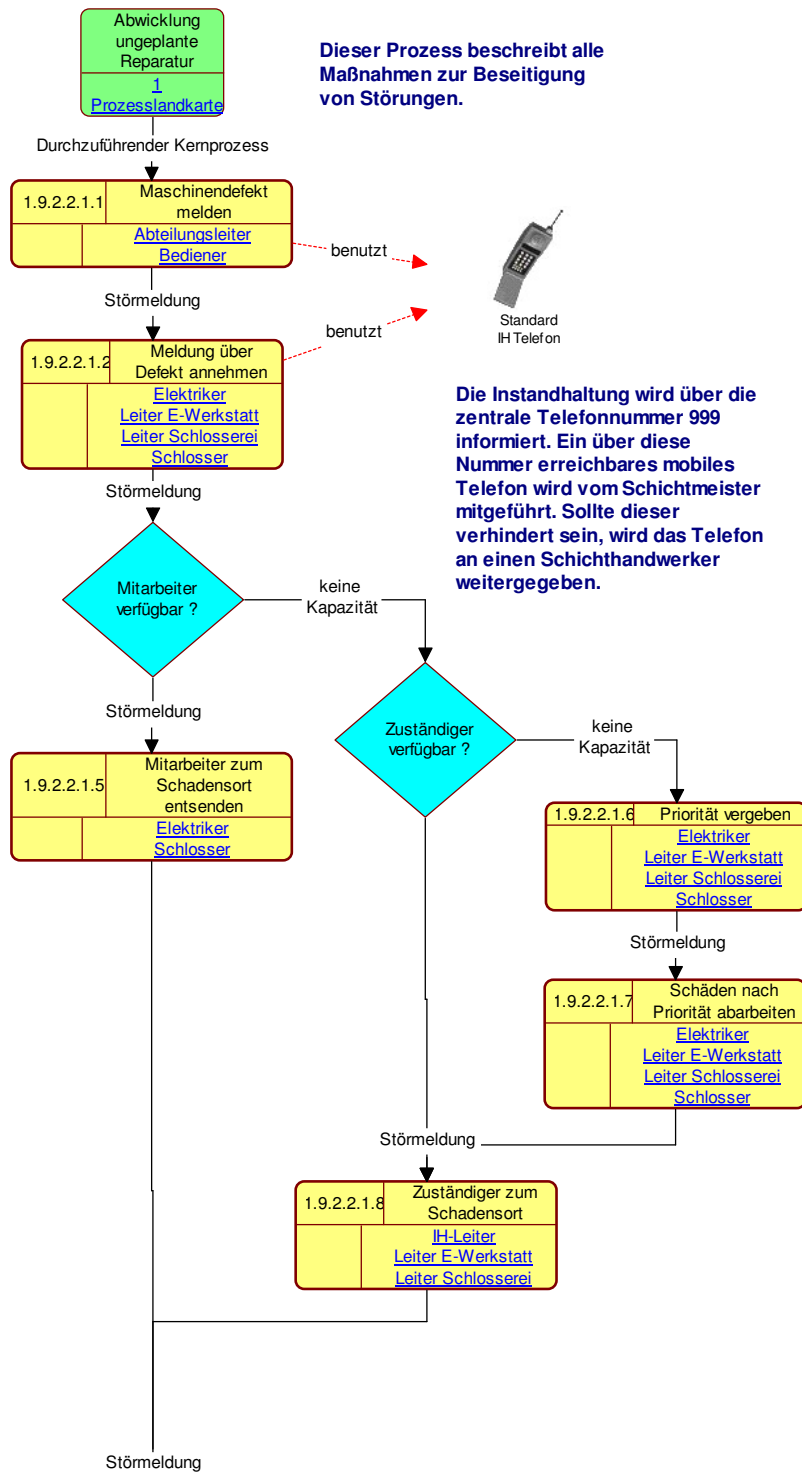 Abwicklung
ungeplante
Reparatur
1
Prozesslandkarte
Dieser Prozess beschreibt alle
Maßnahmen zur Beseitigung
von Störungen.
Durchzuführender Kernprozess
1.9.2.2.1.1
Maschinendefekt
melden
Abteilungsleiter
Bediener
benutzt
Standard
IH Telefon
Störmeldung
benutzt
1.9.2.2.1.2
Meldung über
Defekt annehmen
Elektriker
Leiter E-Werkstatt
Leiter Schlosserei
Schlosser
Die Instandhaltung wird über die
zentrale Telefonnummer 999
informiert. Ein über diese
Nummer erreichbares mobiles
Telefon wird vom Schichtmeister
mitgeführt. Sollte dieser
verhindert sein, wird das Telefon
an einen Schichthandwerker
weitergegeben.
Störmeldung
Mitarbeiter
verfügbar ?
keine
Kapazität
Störmeldung
Zuständiger
verfügbar ?
keine
Kapazität
1.9.2.2.1.5
Mitarbeiter zum
Schadensort
entsenden
Elektriker
Schlosser
1.9.2.2.1.6
Priorität vergeben
Elektriker
Leiter E-Werkstatt
Leiter Schlosserei
Schlosser
Störmeldung
1.9.2.2.1.7
Schäden nach
Priorität abarbeiten
Elektriker
Leiter E-Werkstatt
Leiter Schlosserei
Schlosser
Störmeldung
1.9.2.2.1.8
Zuständiger zum
Schadensort
IH-Leiter
Leiter E-Werkstatt
Leiter Schlosserei
Störmeldung